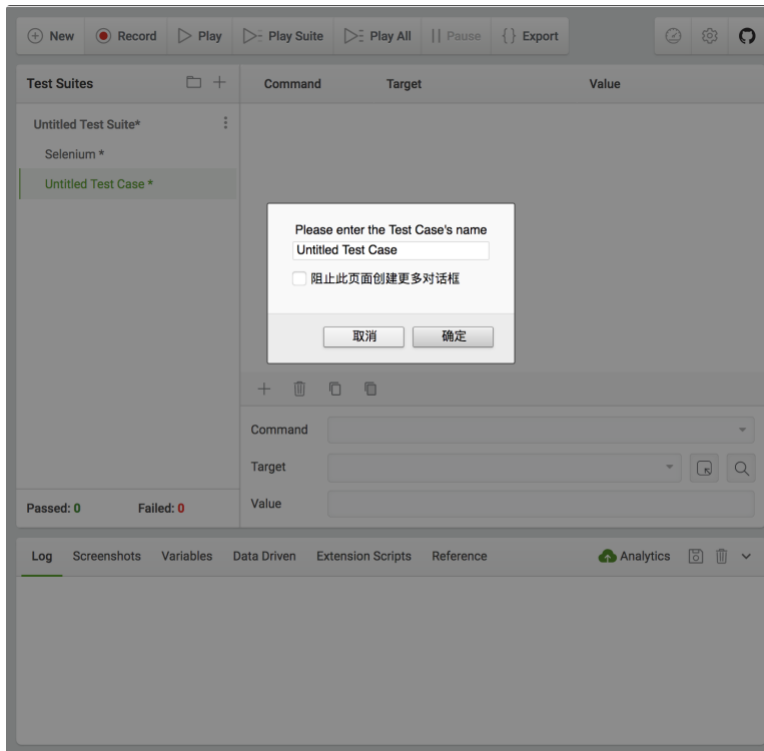 New Record Play Play Suite Play All Pause { } Export
Test Suites
Command Target Value
Untitled Test Suite*
Selenium *
Untitled Test Case *
Please enter the Test Case's name
Untitled Test Case
阻止此页面创建更多对话框
取消 确定
Command
Target
Value
Passed: 0 Failed: 0
Log Screenshots Variables Data Driven Extension Scripts Reference Analytics